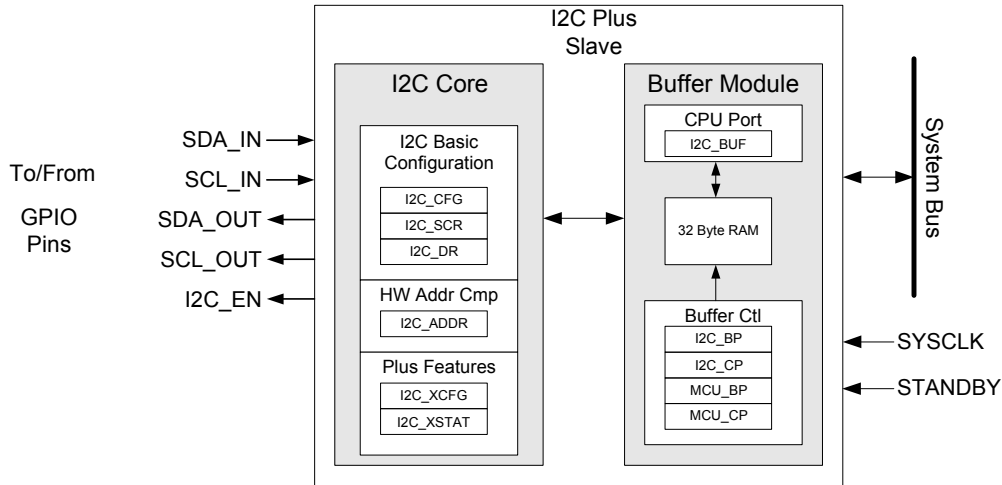 I2C Plus
Slave
I2C Core
I2C Basic
Configuration
I2C_CFG
I2C_SCR
I2C_DR
HW Addr Cmp
I2C_ADDR
Plus Features
I2C_XCFG
I2C_XSTAT
Buffer Module
CPU Port
I2C_BUF
32 Byte RAM
Buffer Ctl
I2C_BP
I2C_CP
MCU_BP
MCU_CP
To/From
GPIO
Pins
SDA_IN
SCL_IN
SDA_OUT
SCL_OUT
I2C_EN
System Bus
SYSCLK
STANDBY